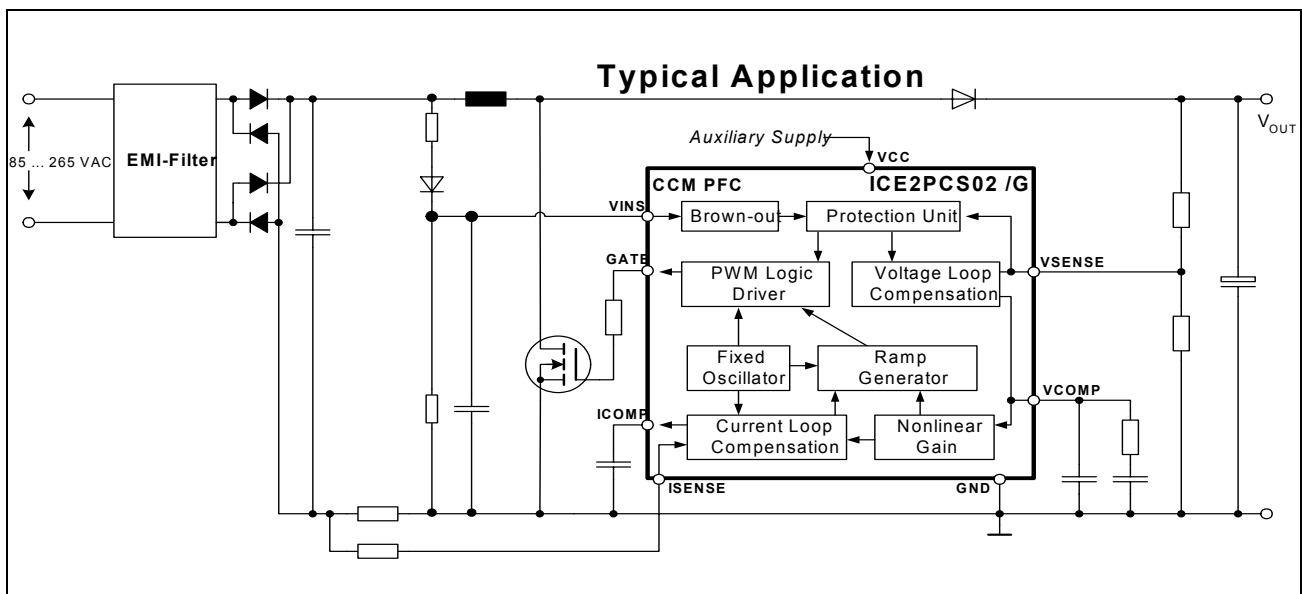 Typical Application
V_OUT
Auxiliary Supply
VCC
85 ... 265 VAC
EMI-Filter
CCM PFC
ICE2PCS02 /G
VINS
Brown-out
Protection Unit
GATE
PWM Logic
Driver
Voltage Loop
Compensation
VSENSE
Fixed
Oscillator
Ramp
Generator
VCOMP
ICOMP
Current Loop
Compensation
Nonlinear
Gain
ISENSE
GND